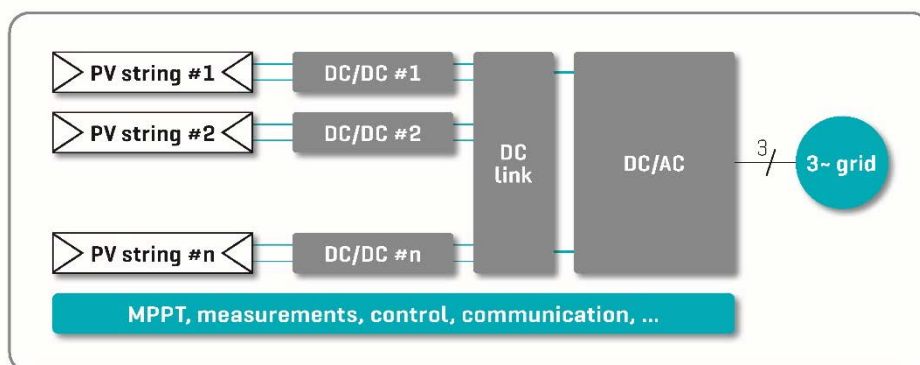 PV string #1
DC/DC #1
PV string #2
DC/DC #2
DC
link
DC/AC
3
3~ grid
PV string #n
DC/DC #n
MPPT, measurements, control, communication, ...